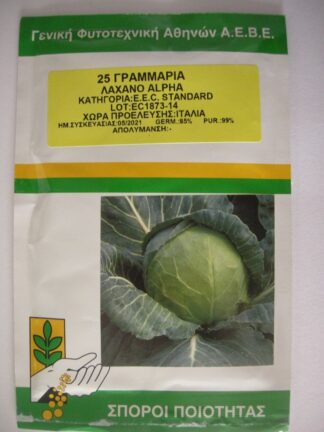 Γενική Φυτοτεχνική Αθηνών Α.Ε.Β.Ε.
25 ΓΡΑΜΜΑΡΙΑ
ΛΑΧΑΝΟ ALPHA
ΚΑΤΗΓΟΡΙΑ:E.E.C. STANDARD
LOT:EC1873-14
ΧΩΡΑ ΠΡΟΕΛΕΥΣΗΣ:ΙΤΑΛΙΑ
ΗΜ.ΣΥΣΚΕΥΑΣΙΑΣ:05/2021 GERM.:85% PUR.:99%
ΑΠΟΛΥΜΑΝΣΗ:-
ΣΠΟΡΟΙ ΠΟΙΟΤΗΤΑΣ